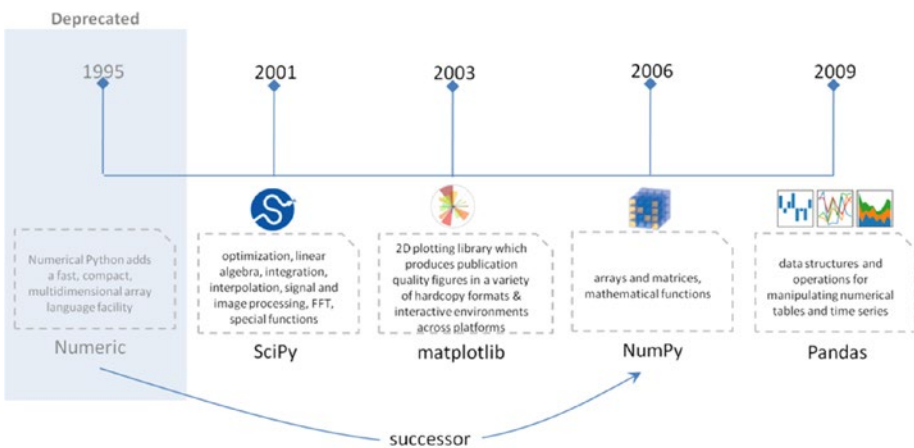 Deprecated
1995
2001
2003
2006
2009
Numerical Python adds
a fast, compact,
multidimensional array
language facility
optimization, linear
algebra, integration,
interpolation, signal and
image processing, FFT,
special functions
2D plotting library which
produces publication
quality figures in a variety
of hardcopy formats &
interactive environments
across platforms
arrays and matrices,
mathematical functions
data structures and
operations for
manipulating numerical
tables and time series
Numeric
SciPy
matplotlib
NumPy
Pandas
successor